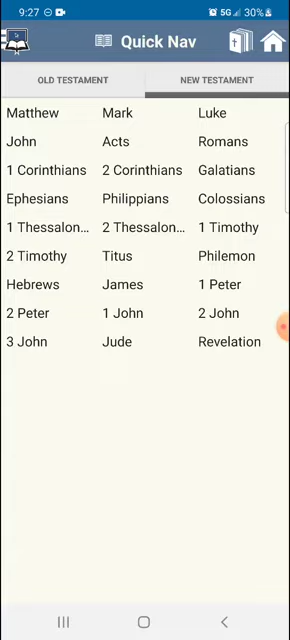 9:27 5G 30%
Quick Nav
OLD TESTAMENT NEW TESTAMENT
Matthew Mark Luke
John Acts Romans
1 Corinthians 2 Corinthians Galatians
Ephesians Philippians Colossians
1 Thessalon... 2 Thessalon... 1 Timothy
2 Timothy Titus Philemon
Hebrews James 1 Peter
2 Peter 1 John 2 John
3 John Jude Revelation